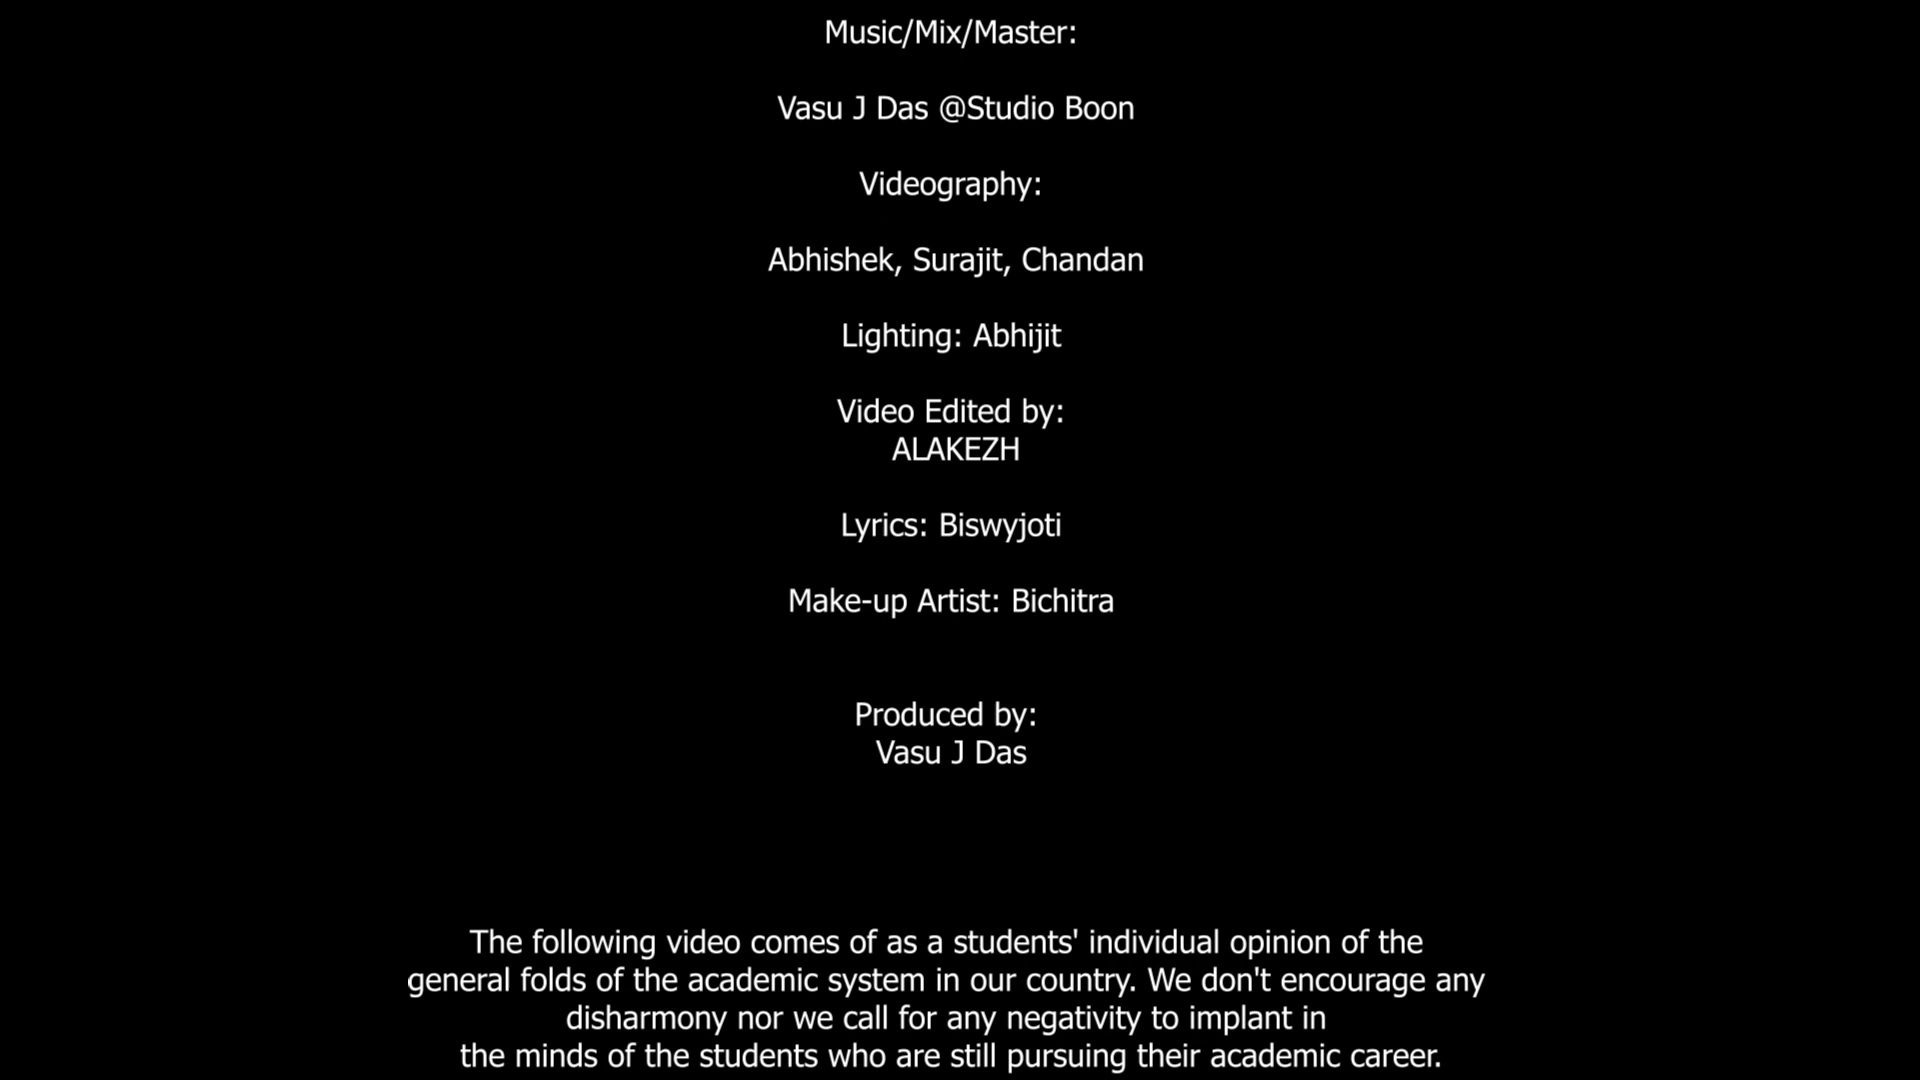 Music/Mix/Master:
Vasu J Das @Studio Boon
Videography:
Abhishek, Surajit, Chandan
Lighting: Abhijit
Video Edited by:
ALAKEZH
Lyrics: Biswyjoti
Make-up Artist: Bichitra
Produced by:
Vasu J Das
The following video comes of as a students' individual opinion of the
general folds of the academic system in our country. We don't encourage any
disharmony nor we call for any negativity to implant in
the minds of the students who are still pursuing their academic career.